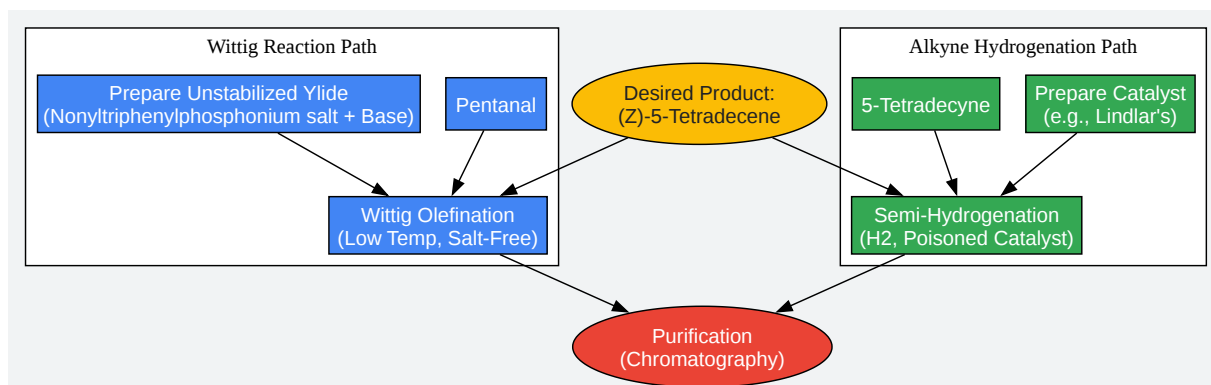 Wittig Reaction Path
Alkyne Hydrogenation Path
Prepare Unstabilized Ylide
(Nonyltriphenylphosphonium salt + Base)
Pentanal
Desired Product:
(Z)-5-Tetradecene
5-Tetradecyne
Prepare Catalyst
(e.g., Lindlar's)
Wittig Olefination
(Low Temp, Salt-Free)
Semi-Hydrogenation
(H2, Poisoned Catalyst)
Purification
(Chromatography)